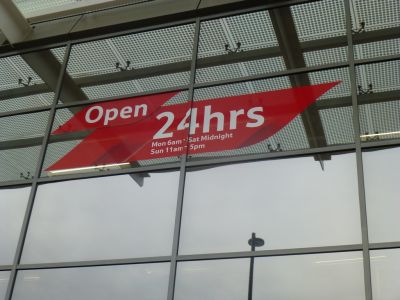 Open
24hrs
Mon 6am - Sat Midnight
Sun 11am - 5pm